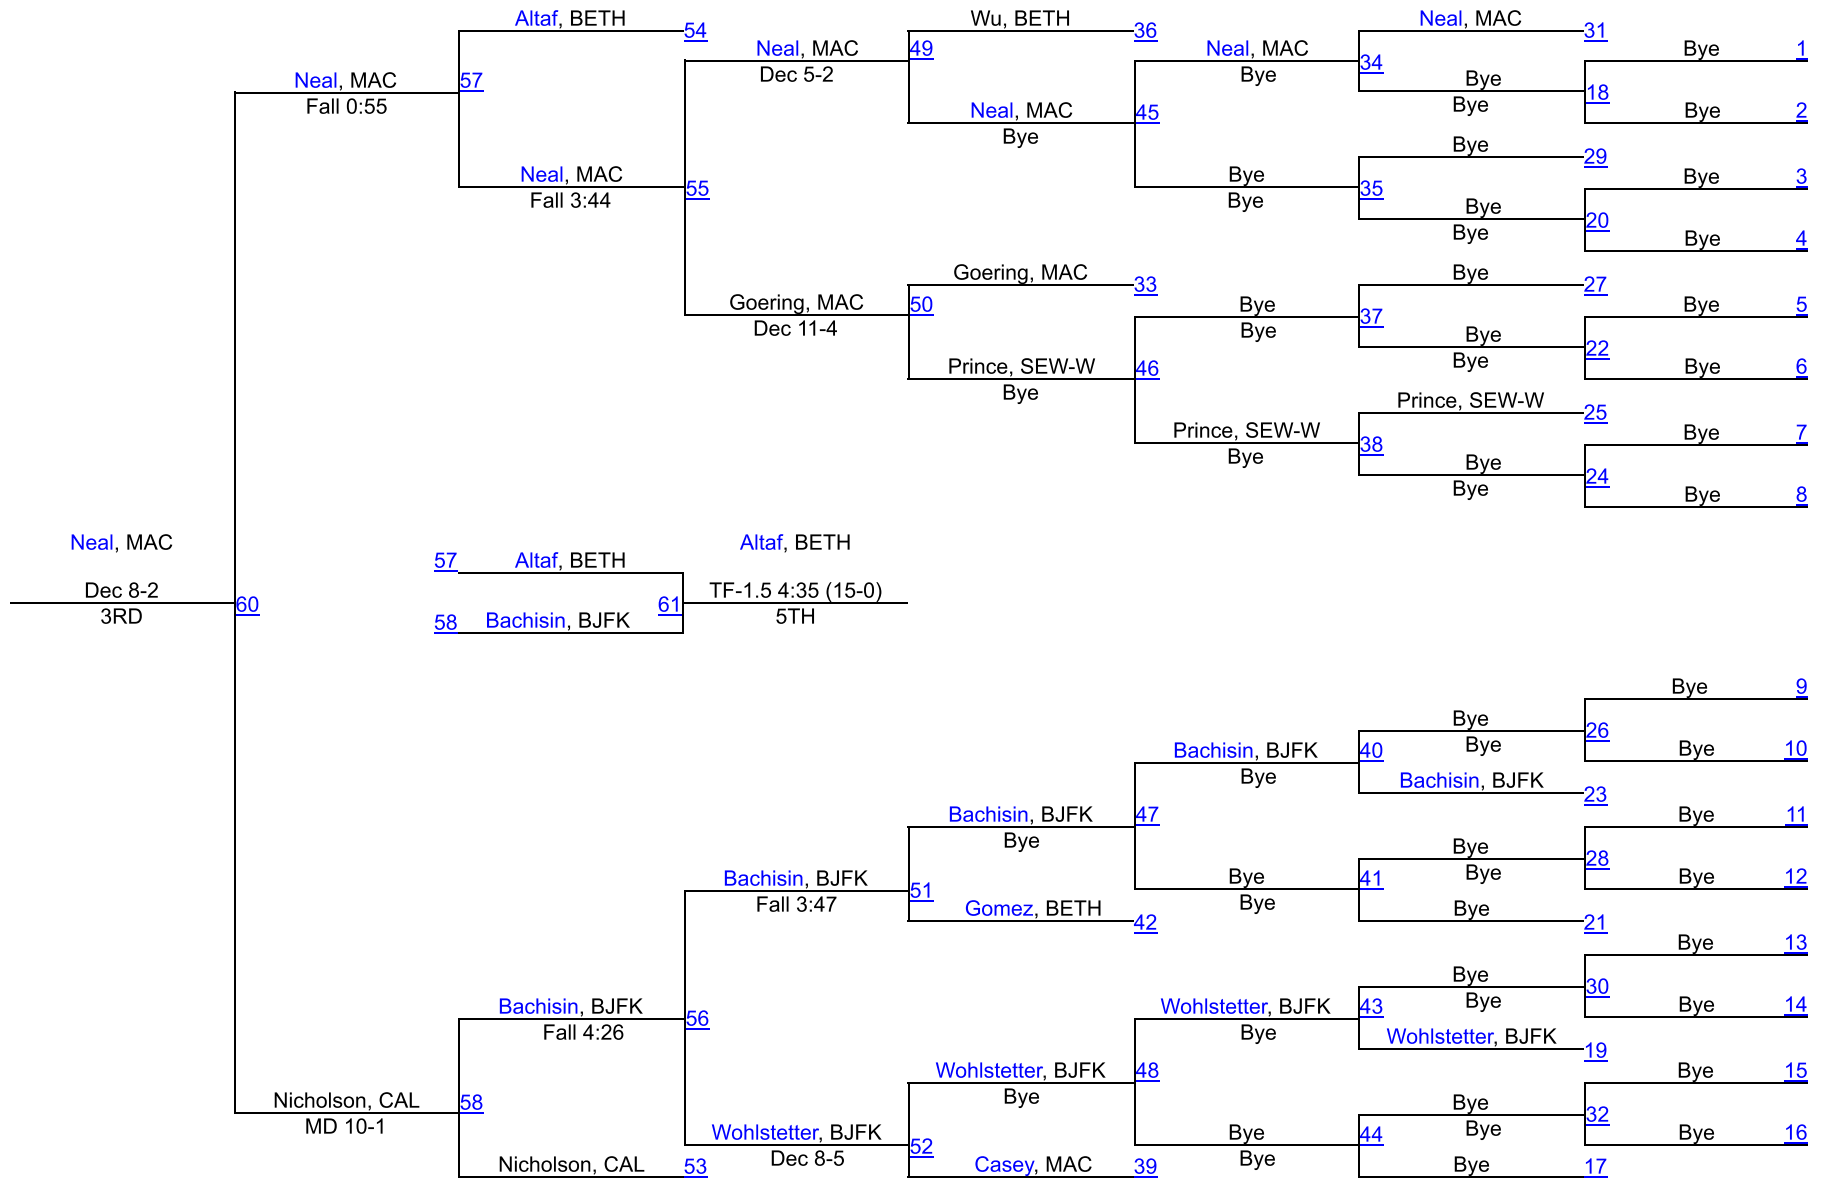 Altaf, BETH
54
Wu, BETH
36
Neal, MAC
31
Neal, MAC
Dec 5-2
49
Neal, MAC
Bye
34
Bye
1
Neal, MAC
Fall 0:55
57
Bye
Bye
18
Neal, MAC
Bye
45
Bye
2
Bye
29
Neal, MAC
Fall 3:44
55
Bye
Bye
35
Bye
3
Bye
Bye
20
Bye
4
Goering, MAC
33
Bye
27
Goering, MAC
Dec 11-4
50
Bye
Bye
37
Bye
5
Bye
Bye
22
Prince, SEW-W
Bye
46
Bye
6
Prince, SEW-W
25
Prince, SEW-W
Bye
38
Bye
7
Bye
Bye
24
Bye
8
Neal, MAC
Dec 8-2
3RD
60
57
Altaf, BETH
58
Bachisin, BJFK
61
Altaf, BETH
TF-1.5 4:35 (15-0)
5TH
Bye
9
Bye
Bye
26
Bachisin, BJFK
Bye
40
Bye
10
Bachisin, BJFK
23
Bachisin, BJFK
Bye
47
Bye
11
Bye
Bye
28
Bachisin, BJFK
Fall 3:47
51
Bye
Bye
41
Bye
12
Gomez, BETH
42
Bye
21
Bye
13
Bye
Bye
30
Bachisin, BJFK
Fall 4:26
56
Wohlstetter, BJFK
Bye
43
Bye
14
Wohlstetter, BJFK
19
Wohlstetter, BJFK
Bye
48
Bye
15
Nicholson, CAL
MD 10-1
58
Bye
Bye
32
Wohlstetter, BJFK
Dec 8-5
52
Bye
Bye
44
Bye
16
Nicholson, CAL
53
Casey, MAC
39
Bye
17